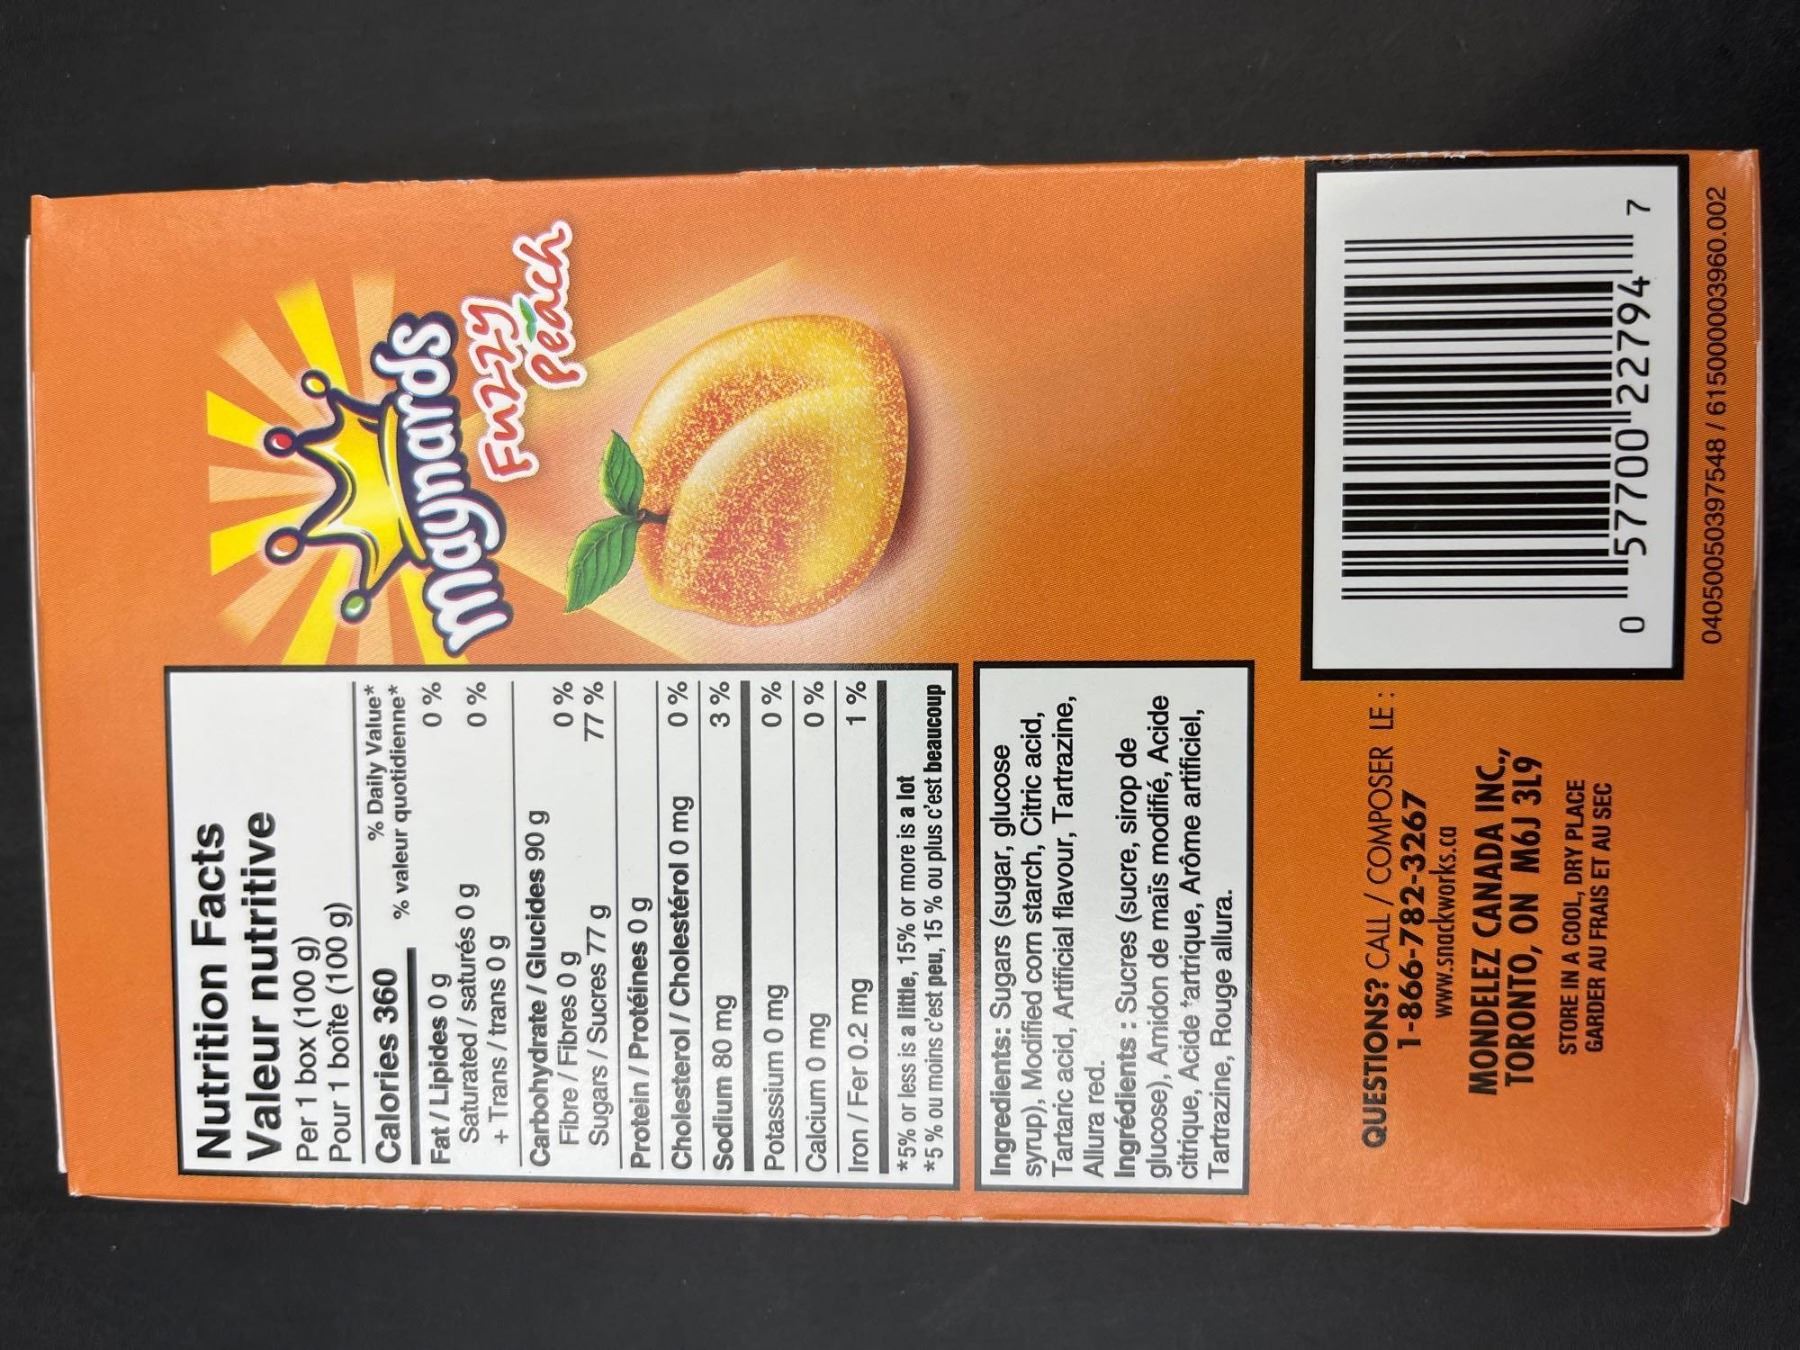 Nutrition Facts
Valeur nutritive
Per 1 box (100 g)
Pour 1 boîte (100 g)
% Daily Value*
Calories 360 % valeur quotidienne*
Fat / Lipides 0 g 0 %
Saturated / saturés 0 g
+ Trans / trans 0 g 0 %
Carbohydrate / Glucides 90 g
Fibre / Fibres 0 g 0 %
Sugars / Sucres 77 g 77 %
Protein / Protéines 0 g
Cholesterol / Cholestérol 0 mg 0 %
Sodium 80 mg 3 %
Potassium 0 mg 0 %
Calcium 0 mg 0 %
Iron / Fer 0.2 mg 1 %
*5% or less is a little, 15% or more is a lot
*5 % ou moins c'est peu, 15 % ou plus c'est beaucoup
maynards
Fuzzy
Peach
Ingredients: Sugars (sugar, glucose
syrup), Modified corn starch, Citric acid,
Tartaric acid, Artificial flavour, Tartrazine,
Allura red.
Ingrédients : Sucres (sucre, sirop de
glucose), Amidon de maïs modifié, Acide
citrique, Acide tartrique, Arôme artificiel,
Tartrazine, Rouge allura.
QUESTIONS? CALL / COMPOSER LE :
1-866-782-3267
www.snackworks.ca
MONDELEZ CANADA INC.,
TORONTO, ON M6J 3L9
STORE IN A COOL, DRY PLACE
GARDER AU FRAIS ET AU SEC
0 57700 22794 7
04050050397548 / 615000003960.002